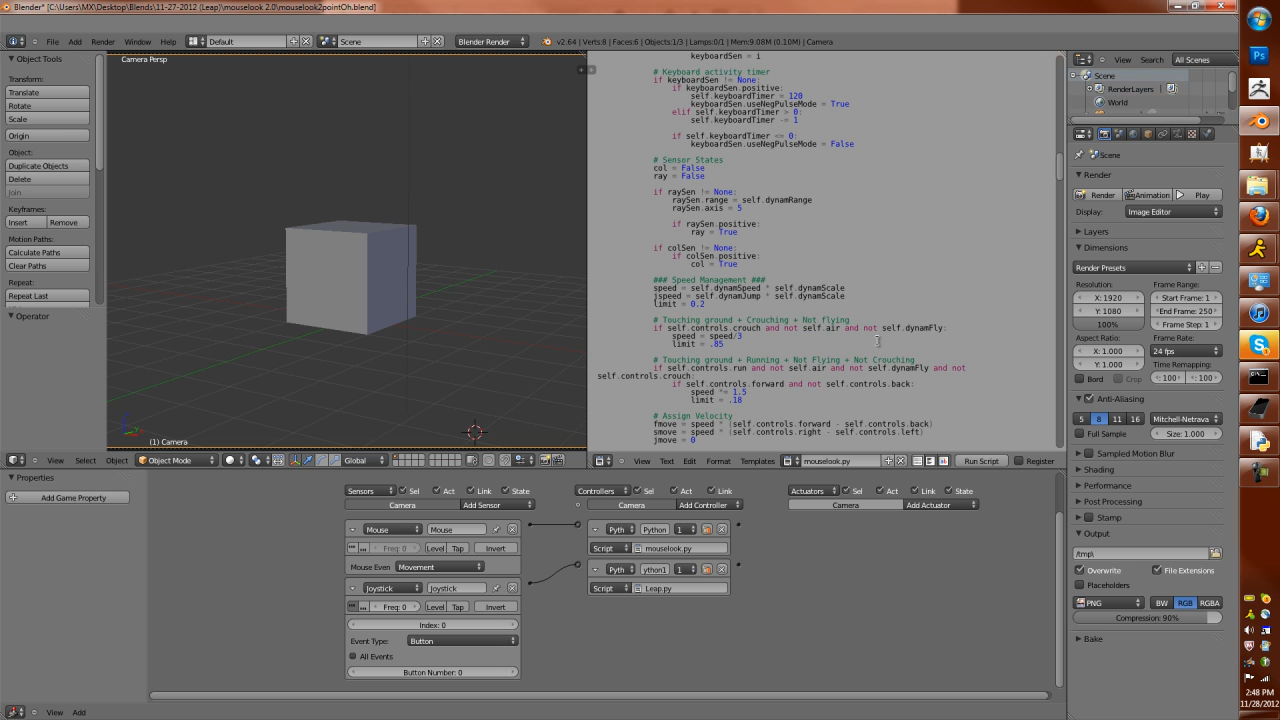 Blender* [C:\Users\MX\Desktop\Blends\11-27-2012 (Leap)\mouselook 2.0\mouselook2pointOh.blend]
File Add Render Window Help Default Scene Blender Render v2.64 | Verts:8 | Faces:6 | Objects:1/3 | Lamps:0/1 | Mem:9.08M (0.10M) | Camera
Object Tools
Transform:
Translate
Rotate
Scale
Origin
Object:
Duplicate Objects
Delete
Join
Keyframes:
Insert Remove
Motion Paths:
Calculate Paths
Clear Paths
Repeat:
Repeat Last
Operator
Camera Persp
(1) Camera
View Select Object Object Mode Global
keyboardSen = i
# Keyboard activity timer
if keyboardSen != None:
if keyboardSen.positive:
self.keyboardTimer = 120
keyboardSen.useNegPulseMode = True
elif self.keyboardTimer > 0:
self.keyboardTimer -= 1
if self.keyboardTimer <= 0:
keyboardSen.useNegPulseMode = False
# Sensor States
col = False
ray = False
if raySen != None:
raySen.range = self.dynamRange
raySen.axis = 5
if raySen.positive:
ray = True
if colSen != None:
if colSen.positive:
col = True
### Speed Management ###
speed = self.dynamSpeed * self.dynamScale
jspeed = self.dynamJump * self.dynamScale
limit = 0.2
# Touching ground + Crouching + Not flying
if self.controls.crouch and not self.air and not self.dynamFly:
speed = speed/3
limit = .85
# Touching ground + Running + Not Flying + Not Crouching
if self.controls.run and not self.air and not self.dynamFly and not
self.controls.crouch:
if self.controls.forward and not self.controls.back:
speed *= 1.5
limit = .18
# Assign Velocity
fmove = speed * (self.controls.forward - self.controls.back)
smove = speed * (self.controls.right - self.controls.left)
jmove = 0
View Text Edit Format Templates mouselook.py Run Script Register
View Search All Scenes
Scene
RenderLayers
World
Scene
Render
Render Animation Play
Display: Image Editor
Layers
Dimensions
Render Presets
Resolution: Frame Range:
X: 1920 Start Frame: 1
Y: 1080 End Frame: 250
100% Frame Step: 1
Aspect Ratio: Frame Rate:
X: 1.000 24 fps
Y: 1.000 Time Remapping:
Bord Crop :100 :100
Anti-Aliasing
5 8 11 16 Mitchell-Netrava
Full Sample Size: 1.000
Sampled Motion Blur
Shading
Performance
Post Processing
Stamp
Output
/tmp\
Overwrite File Extensions
Placeholders
PNG BW RGB RGBA
Compression: 90%
Bake
Properties
Add Game Property
Sensors Sel Act Link State
Camera Add Sensor
Mouse Mouse
Freq: 0 Level Tap Invert
Mouse Even Movement
Joystick Joystick
Freq: 0 Level Tap Invert
Index: 0
Event Type: Button
All Events
Button Number: 0
Controllers Sel Act Link
Camera Add Controller
Pyth Python 1
Script mouselook.py
Pyth ython1 1
Script Leap.py
Actuators Sel Act Link State
Camera Add Actuator
View Add
Ps
2:48 PM
11/28/2012